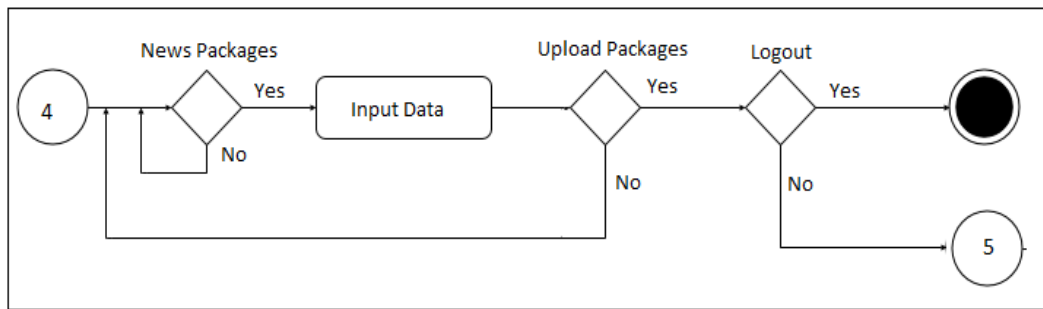 News Packages
Upload Packages
Logout
4
Yes
Input Data
Yes
Yes
No
No
No
5